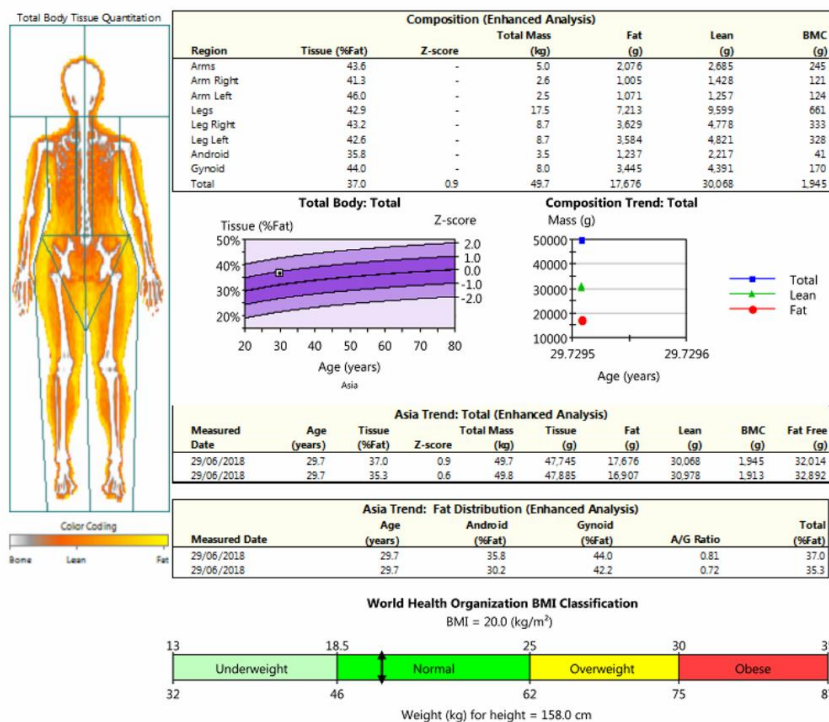 Total Body Tissue Quantitation
Color Coding
Bone Lean Fat
Composition (Enhanced Analysis)
Region Tissue (%Fat) Z-score Total Mass (kg) Fat (g) Lean (g) BMC (g)
Arms 43.6 - 5.0 2,076 2,685 245
Arm Right 41.3 - 2.6 1,005 1,428 121
Arm Left 46.0 - 2.5 1,071 1,257 124
Legs 42.9 - 17.5 7,213 9,599 661
Leg Right 43.2 - 8.7 3,629 4,778 333
Leg Left 42.6 - 8.7 3,584 4,821 328
Android 35.8 - 3.5 1,237 2,217 41
Gynoid 44.0 - 8.0 3,445 4,391 170
Total 37.0 0.9 49.7 17,676 30,068 1,945
Total Body: Total
Tissue (%Fat) Z-score
50%
40%
30%
20%
2.0
1.0
0.0
-1.0
-2.0
20 30 40 50 60 70 80
Age (years)
Asia
Composition Trend: Total
Mass (g)
50000
40000
30000
20000
10000
29.7295 29.7296
Age (years)
Total
Lean
Fat
Asia Trend: Total (Enhanced Analysis)
Measured Date Age (years) Tissue (%Fat) Z-score Total Mass (kg) Tissue (g) Fat (g) Lean (g) BMC (g) Fat Free (g)
29/06/2018 29.7 37.0 0.9 49.7 47,745 17,676 30,068 1,945 32,014
29/06/2018 29.7 35.3 0.6 49.8 47,885 16,907 30,978 1,913 32,892
Asia Trend: Fat Distribution (Enhanced Analysis)
Measured Date Age (years) Android (%Fat) Gynoid (%Fat) A/G Ratio Total (%Fat)
29/06/2018 29.7 35.8 44.0 0.81 37.0
29/06/2018 29.7 30.2 42.2 0.72 35.3
World Health Organization BMI Classification
BMI = 20.0 (kg/m²)
13 18.5 25 30
Underweight Normal Overweight Obese
32 46 62 75
Weight (kg) for height = 158.0 cm